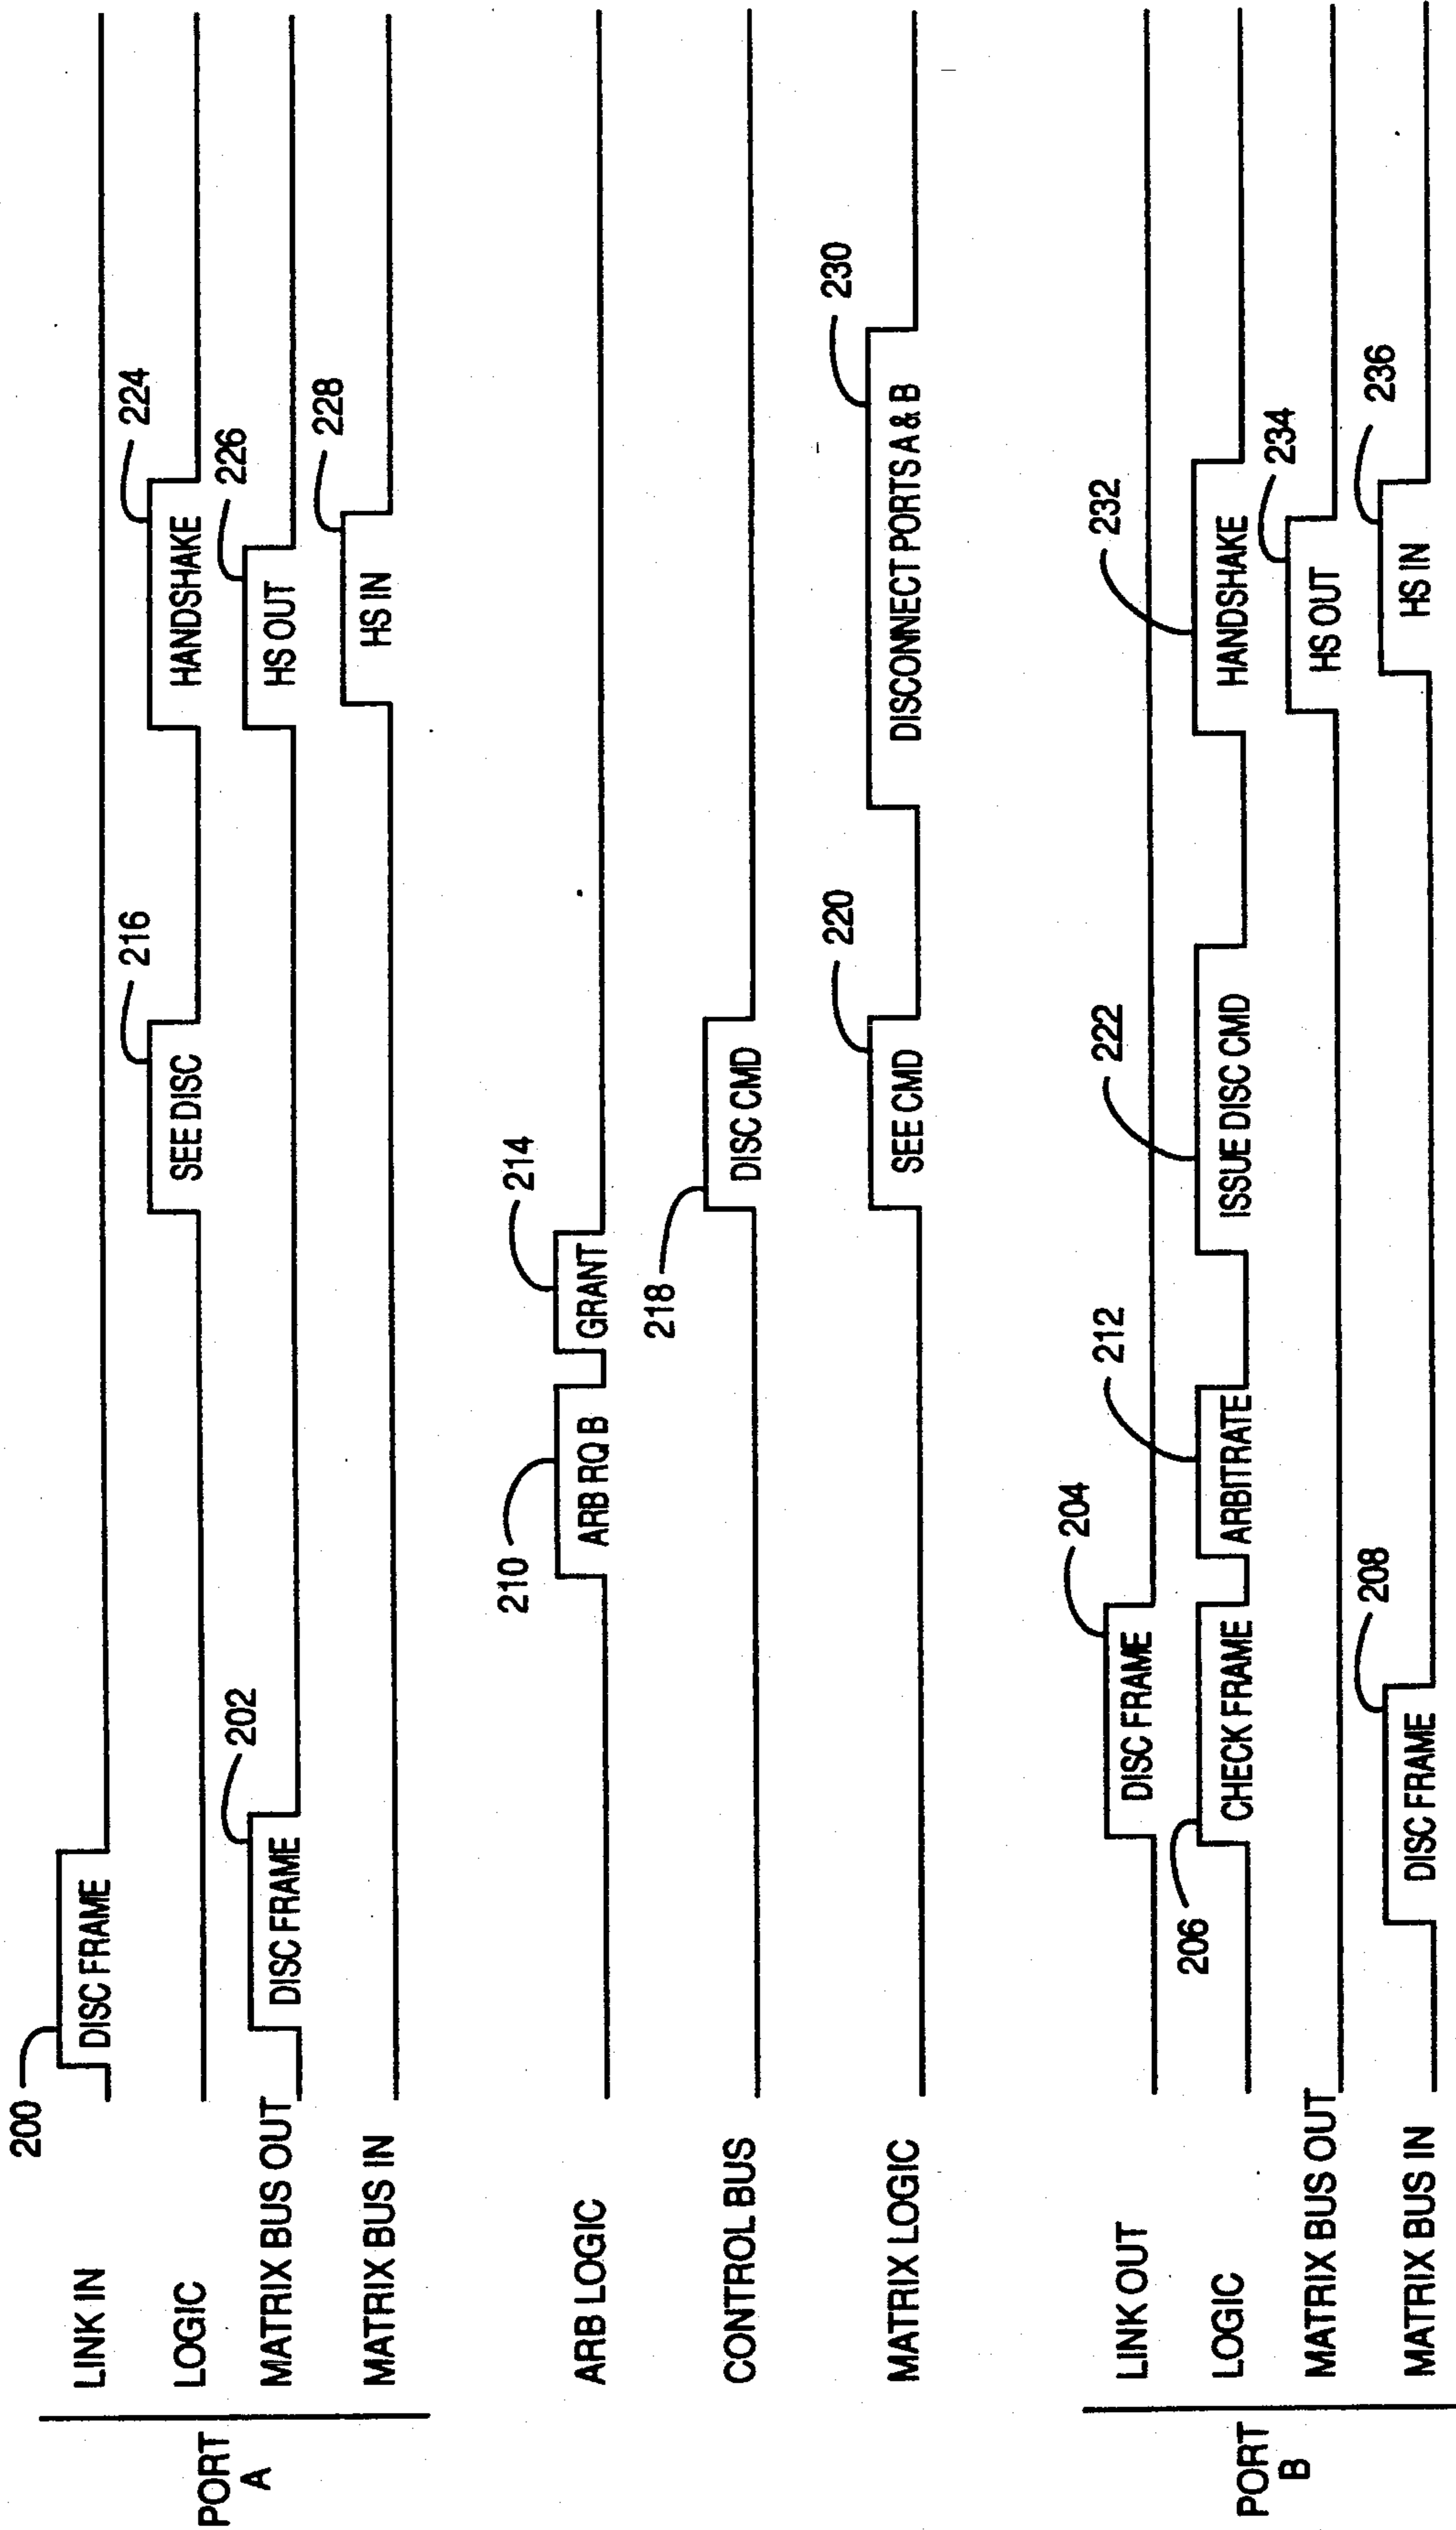 PORT
A
LINK IN
200
DISC FRAME
LOGIC
216
SEE DISC
224
HANDSHAKE
MATRIX BUS OUT
202
DISC FRAME
226
HS OUT
MATRIX BUS IN
228
HS IN
ARB LOGIC
210
ARB RQ B
214
GRANT
CONTROL BUS
218
DISC CMD
MATRIX LOGIC
220
SEE CMD
230
DISCONNECT PORTS A & B
PORT
B
LINK OUT
204
DISC FRAME
LOGIC
206
CHECK FRAME
212
ARBITRATE
222
ISSUE DISC CMD
232
HANDSHAKE
MATRIX BUS OUT
234
HS OUT
MATRIX BUS IN
208
DISC FRAME
236
HS IN